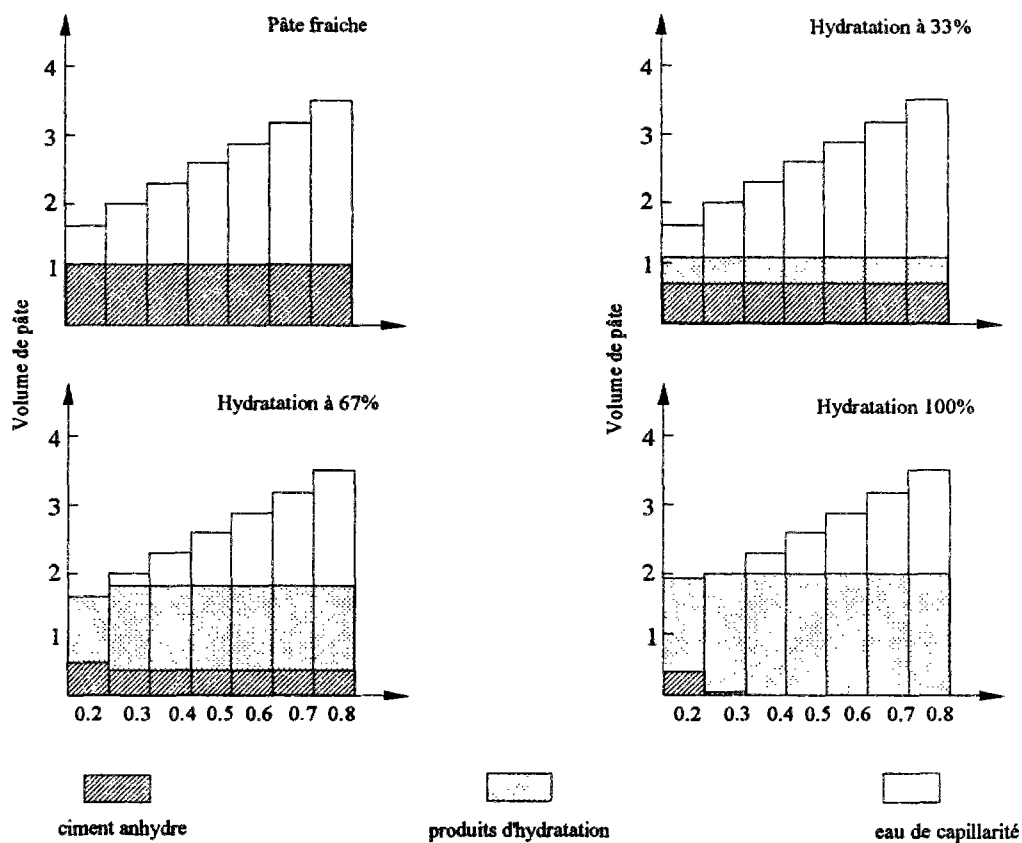 Pâte fraiche
4
3
2
1
Hydratation à 33%
4
3
2
1
Volume de pâte
Volume de pâte
Hydratation à 67%
4
3
2
1
0.2 0.3 0.4 0.5 0.6 0.7 0.8
Hydratation 100%
4
3
2
1
0.2 0.3 0.4 0.5 0.6 0.7 0.8
ciment anhydre
produits d'hydratation
eau de capillarité